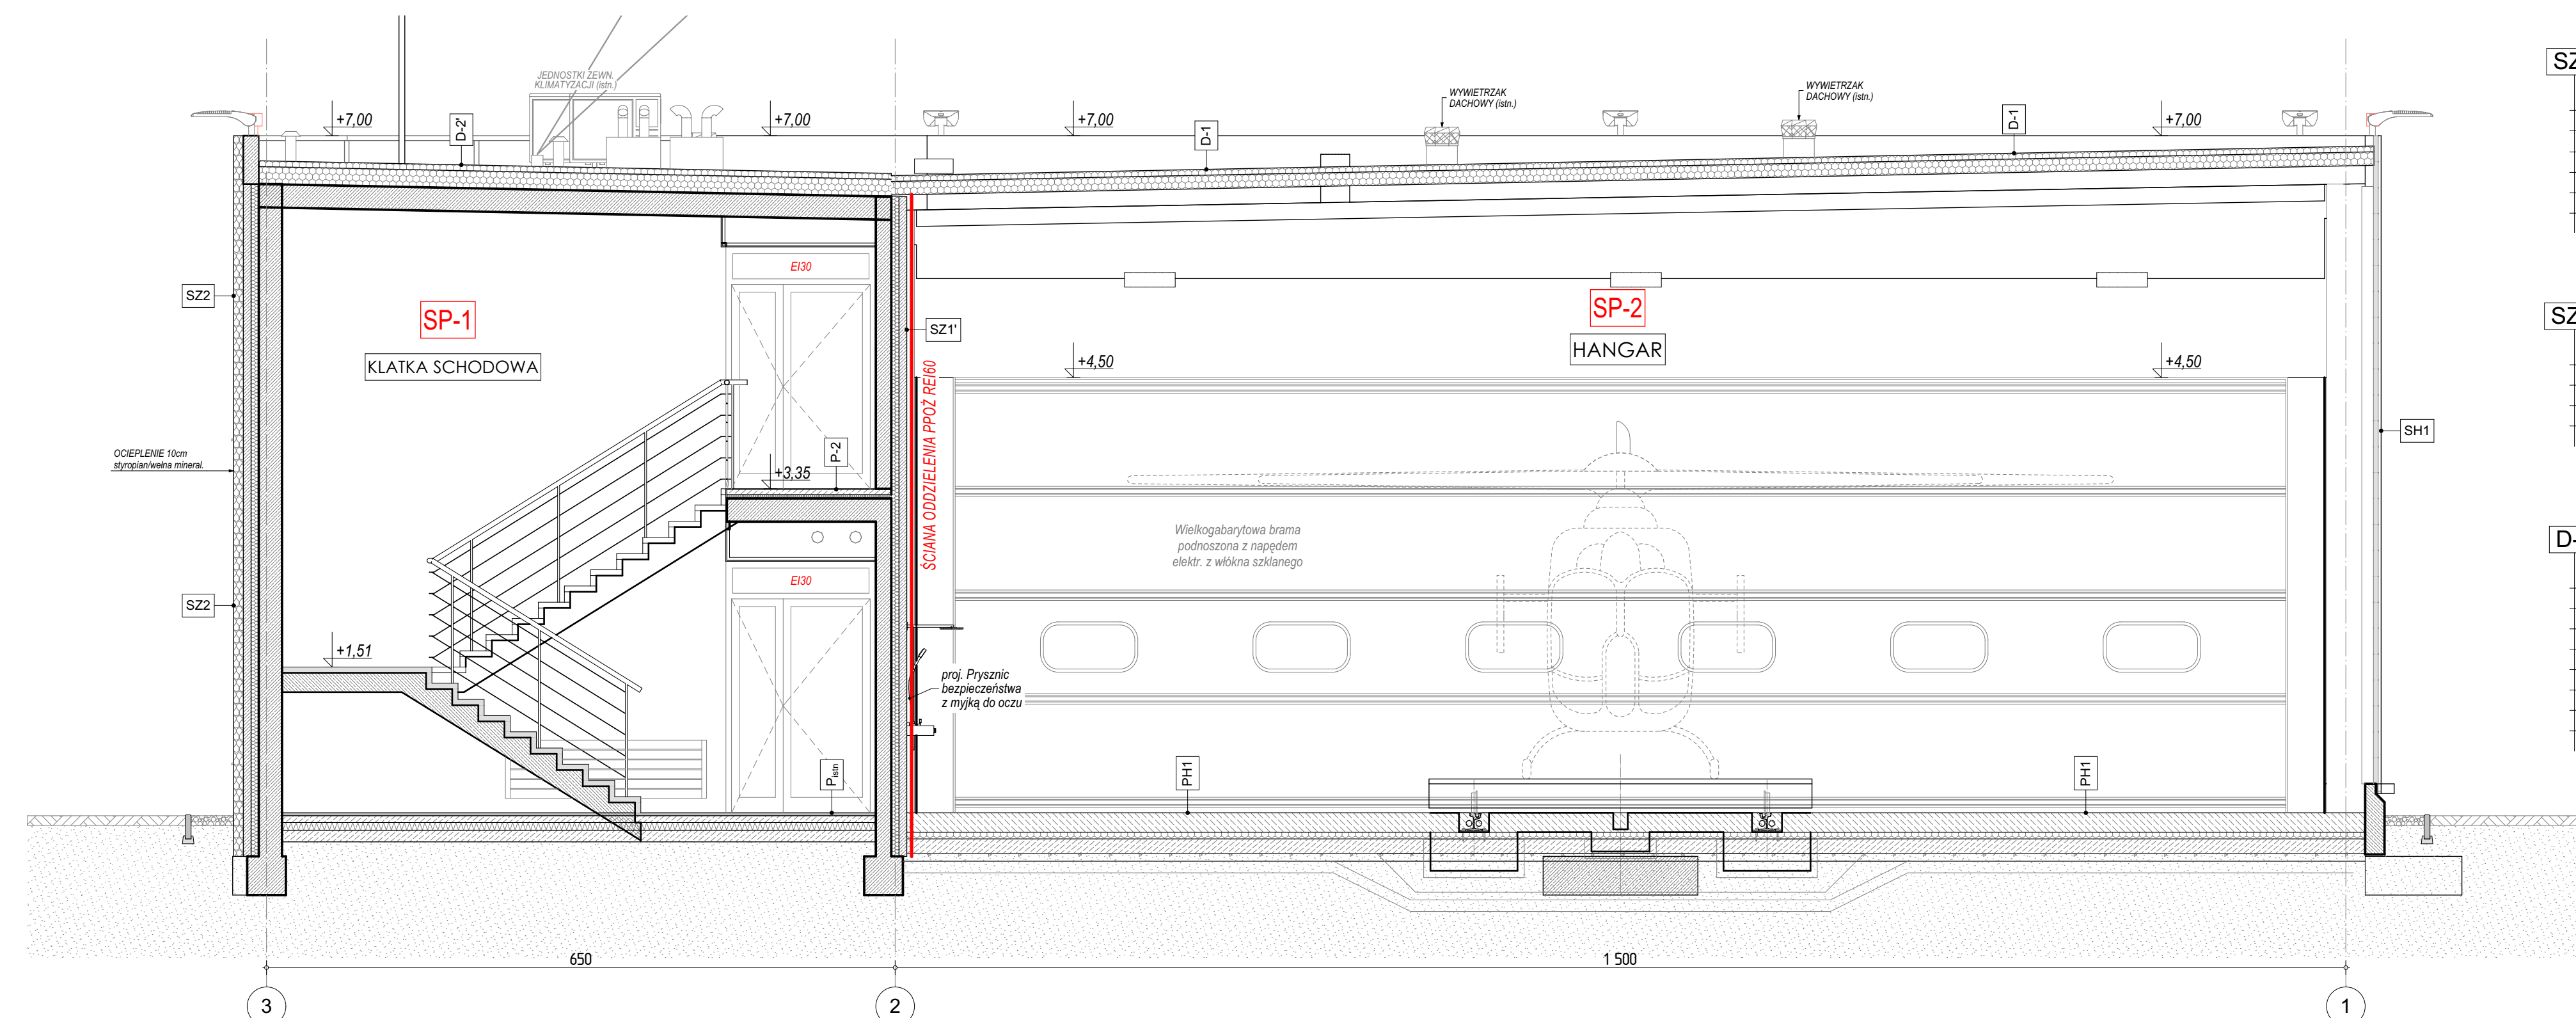 JEDNOSTKI ZEWN.
KLIMATYZACJI (istn.)
WYWIETRZAK
DACHOWY (istn.)
WYWIETRZAK
DACHOWY (istn.)
+7,00
D-2'
+7,00
+7,00
D-1
D-1
+7,00
SZ
EI30
SZ2
SP-1
KLATKA SCHODOWA
SZ1'
SP-2
HANGAR
SZ
+4,50
+4,50
ŚCIANA ODDZIELENIA PPOŻ REI60
SH1
OCIEPLENIE 10cm
styropian/wełna mineral.
P-2
+3,35
D-
Wielkogabarytowa brama
podnoszona z napędem
elektr. z włókna szklanego
EI30
SZ2
+1,51
proj. Prysznic
bezpieczeństwa
z myjką do oczu
Pistn
PH1
PH1
650
1 500
3
2
1